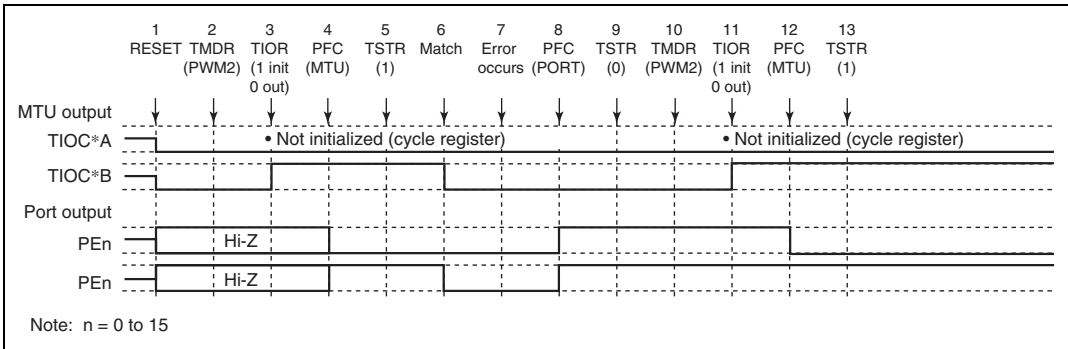 1 2 3 4 5 6 7 8 9 10 11 12 13
RESET TMDR TIOR PFC TSTR Match Error PFC TSTR TMDR TIOR PFC TSTR
(PWM2) (1 init (MTU) (1) occurs (PORT) (0) (PWM2) (1 init (MTU) (1)
0 out) 0 out)
MTU output
TIOC*A • Not initialized (cycle register) • Not initialized (cycle register)
TIOC*B
Port output
PEn Hi-Z
PEn Hi-Z
Note: n = 0 to 15